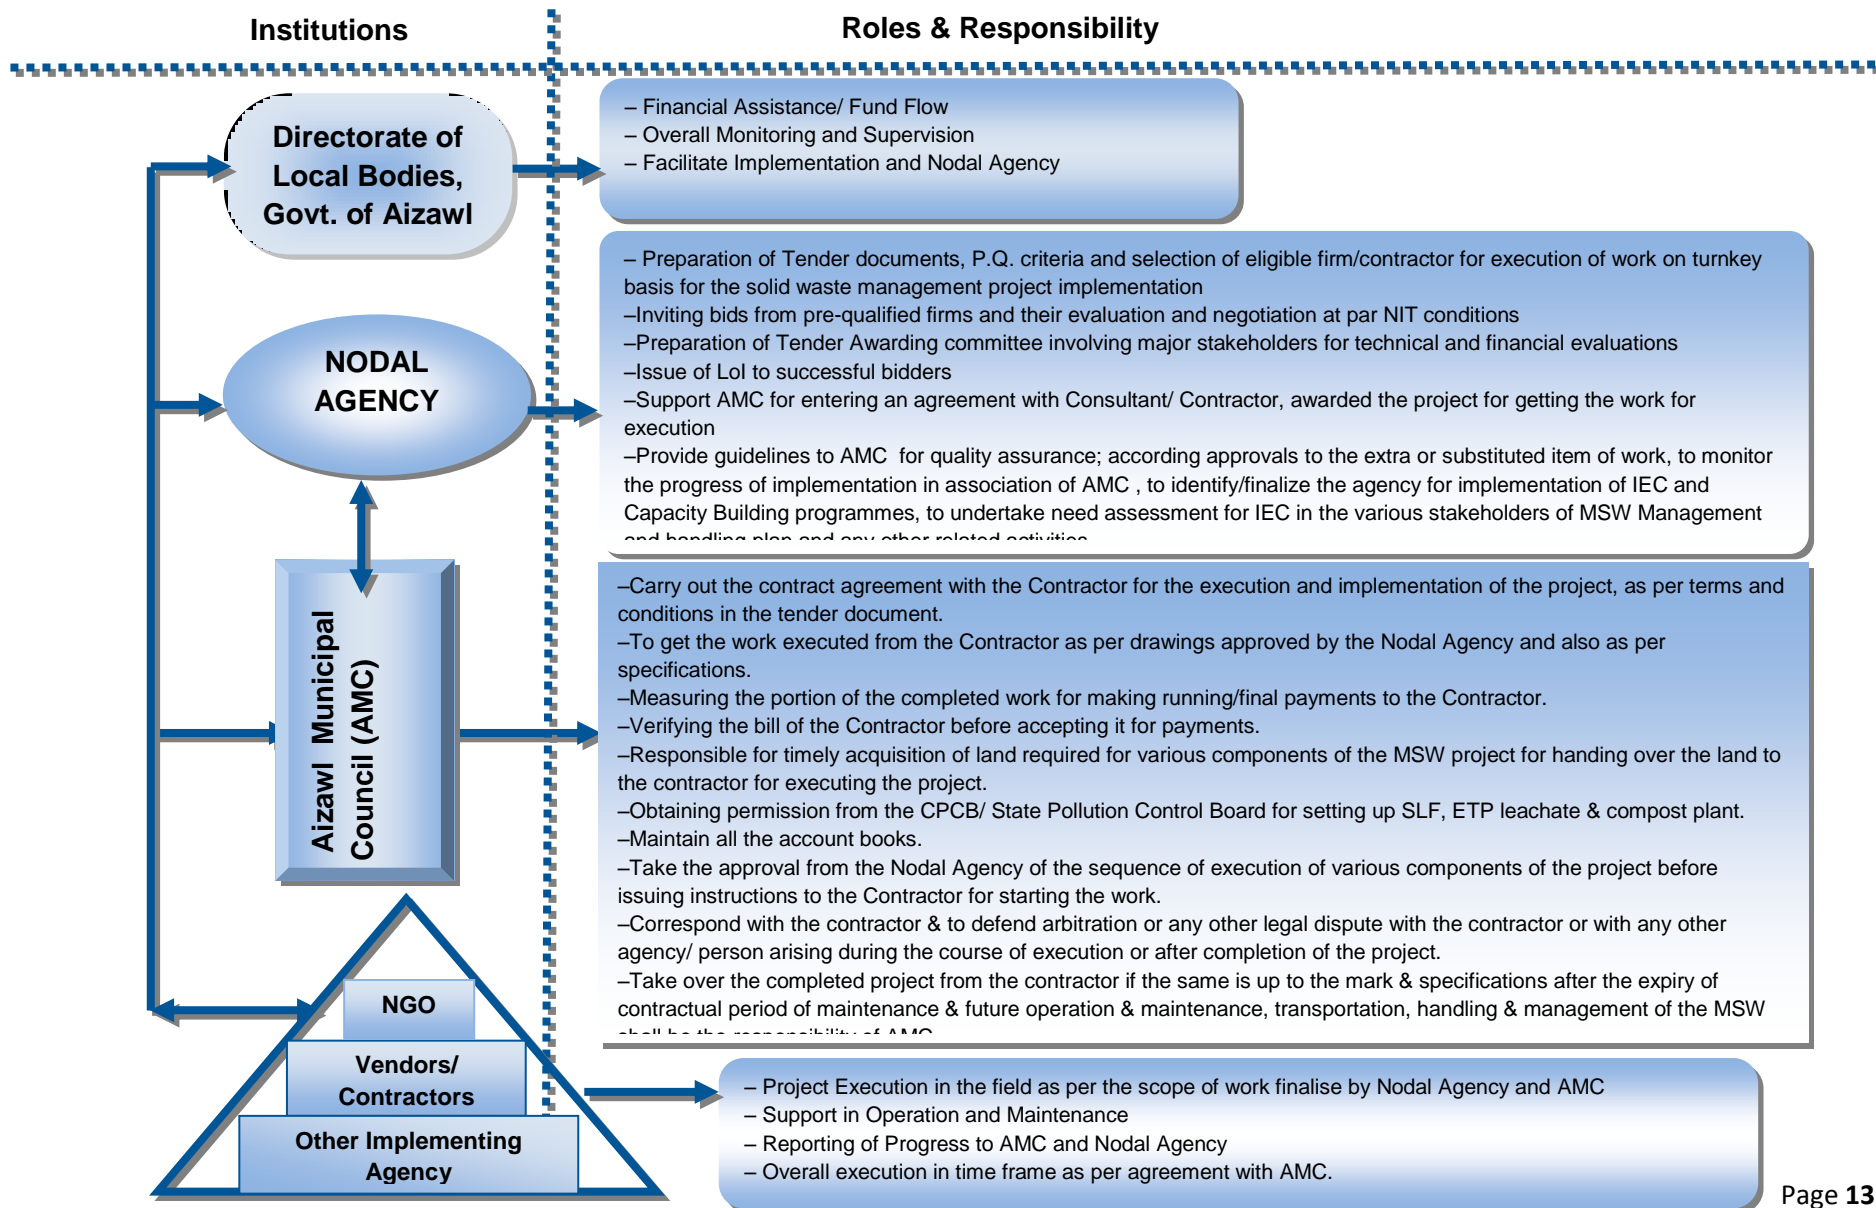 Institutions
Roles & Responsibility
Directorate of
Local Bodies,
Govt. of Aizawl
– Financial Assistance/ Fund Flow
– Overall Monitoring and Supervision
– Facilitate Implementation and Nodal Agency
NODAL
AGENCY
– Preparation of Tender documents, P.Q. criteria and selection of eligible firm/contractor for execution of work on turnkey
basis for the solid waste management project implementation
–Inviting bids from pre-qualified firms and their evaluation and negotiation at par NIT conditions
–Preparation of Tender Awarding committee involving major stakeholders for technical and financial evaluations
–Issue of LoI to successful bidders
–Support AMC for entering an agreement with Consultant/ Contractor, awarded the project for getting the work for
execution
–Provide guidelines to AMC  for quality assurance; according approvals to the extra or substituted item of work, to monitor
the progress of implementation in association of AMC , to identify/finalize the agency for implementation of IEC and
Capacity Building programmes, to undertake need assessment for IEC in the various stakeholders of MSW Management
and handling plan and any other related activities
Aizawl  Municipal
Council (AMC)
–Carry out the contract agreement with the Contractor for the execution and implementation of the project, as per terms and
conditions in the tender document.
–To get the work executed from the Contractor as per drawings approved by the Nodal Agency and also as per
specifications.
–Measuring the portion of the completed work for making running/final payments to the Contractor.
–Verifying the bill of the Contractor before accepting it for payments.
–Responsible for timely acquisition of land required for various components of the MSW project for handing over the land to
the contractor for executing the project.
–Obtaining permission from the CPCB/ State Pollution Control Board for setting up SLF, ETP leachate & compost plant.
–Maintain all the account books.
–Take the approval from the Nodal Agency of the sequence of execution of various components of the project before
issuing instructions to the Contractor for starting the work.
–Correspond with the contractor & to defend arbitration or any other legal dispute with the contractor or with any other
agency/ person arising during the course of execution or after completion of the project.
–Take over the completed project from the contractor if the same is up to the mark & specifications after the expiry of
contractual period of maintenance & future operation & maintenance, transportation, handling & management of the MSW
shall be the responsibility of AMC
NGO
Vendors/
Contractors
Other Implementing
Agency
– Project Execution in the field as per the scope of work finalise by Nodal Agency and AMC
– Support in Operation and Maintenance
– Reporting of Progress to AMC and Nodal Agency
– Overall execution in time frame as per agreement with AMC.
Page 13